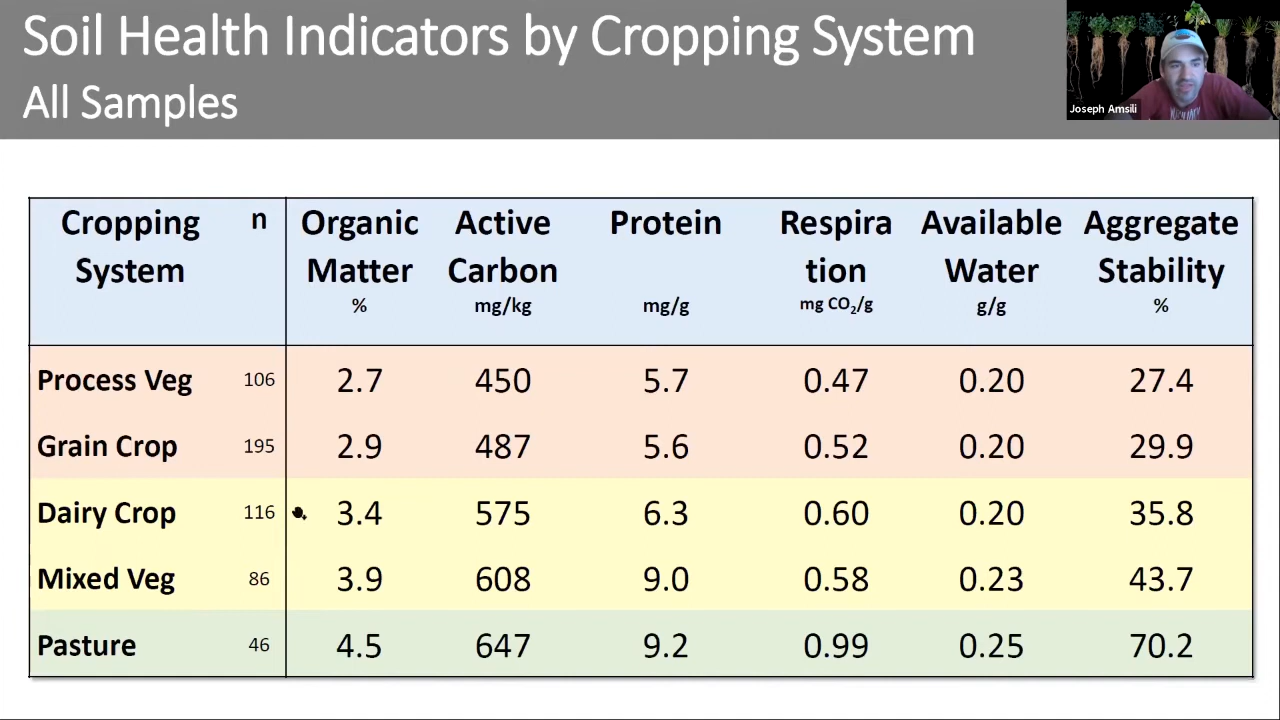 Soil Health Indicators by Cropping System
All Samples
Joseph Amsili
Cropping n Organic Active Protein Respira Available Aggregate
System Matter Carbon tion Water Stability
% mg/kg mg/g mg CO₂/g g/g %
Process Veg 106 2.7 450 5.7 0.47 0.20 27.4
Grain Crop 195 2.9 487 5.6 0.52 0.20 29.9
Dairy Crop 116 3.4 575 6.3 0.60 0.20 35.8
Mixed Veg 86 3.9 608 9.0 0.58 0.23 43.7
Pasture 46 4.5 647 9.2 0.99 0.25 70.2